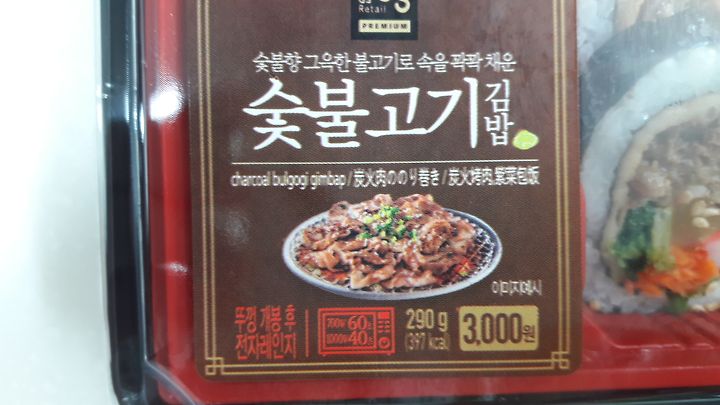 GS
Retail
PREMIUM
숯불향 그윽한 불고기로 속을 꽉꽉 채운
숯불고기김밥
charcoal bulgogi gimbap / 炭火肉ののり巻き / 炭火烤肉紫菜包饭
이미지예시
뚜껑 개봉 후
전자레인지
700W 60초
1000W 40초
290 g
(397 kcal)
3,000원